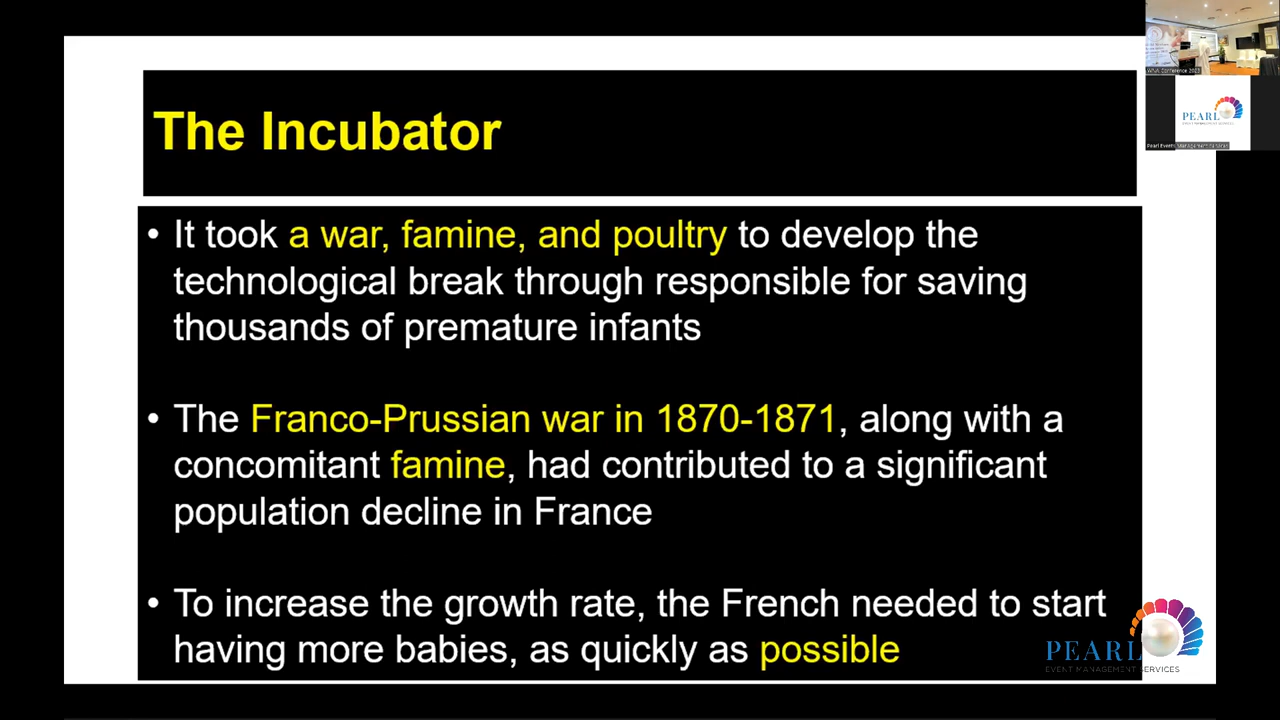 The Incubator
• It took a war, famine, and poultry to develop the
technological break through responsible for saving
thousands of premature infants
• The Franco-Prussian war in 1870-1871, along with a
concomitant famine, had contributed to a significant
population decline in France
• To increase the growth rate, the French needed to start
having more babies, as quickly as possible
PEARL
EVENT MANAGEMENT SERVICES
PEARL